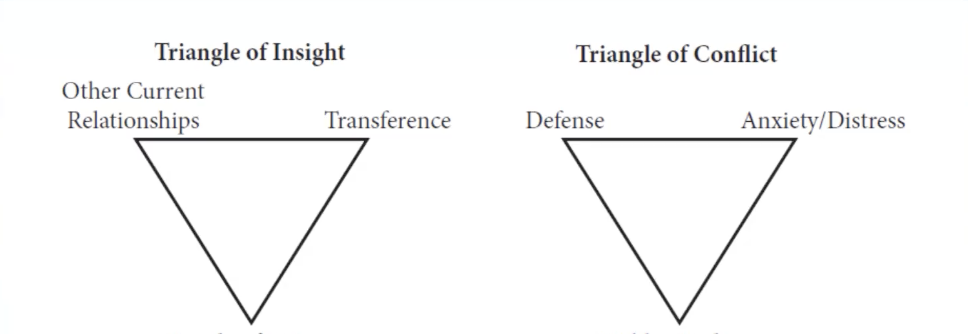 Triangle of Insight
Other Current
Relationships
Transference
Triangle of Conflict
Defense
Anxiety/Distress